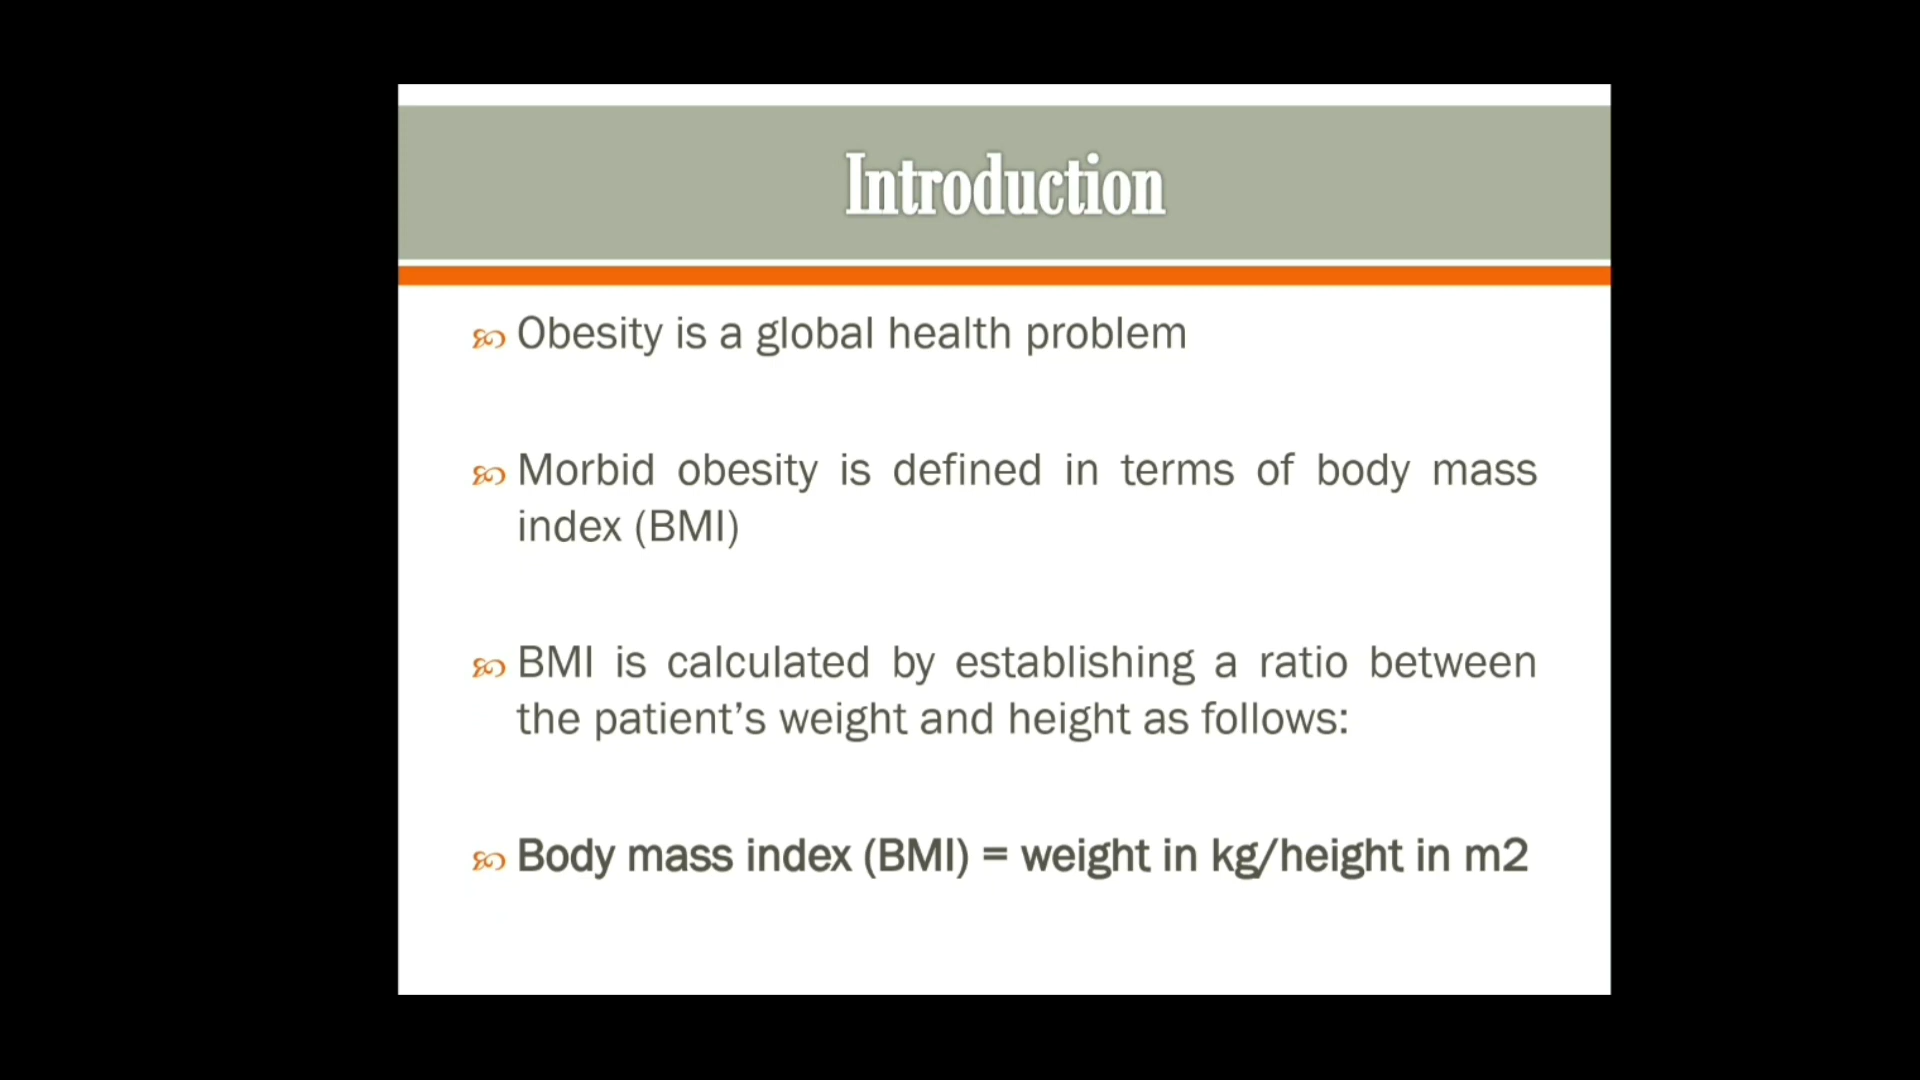 Introduction
Obesity is a global health problem
Morbid obesity is defined in terms of body mass
index (BMI)
BMI is calculated by establishing a ratio between
the patient’s weight and height as follows:
Body mass index (BMI) = weight in kg/height in m2